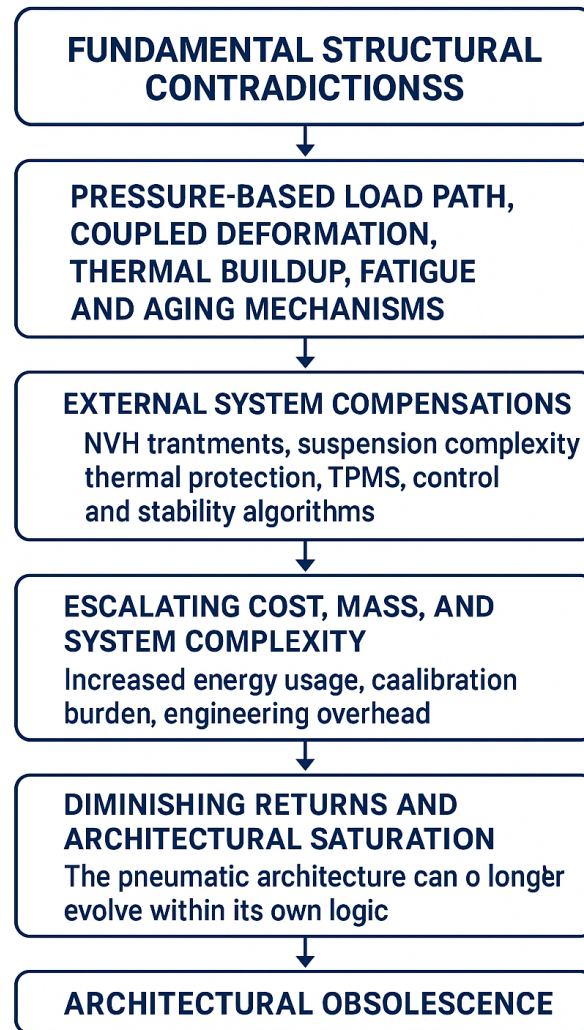 FUNDAMENTAL STRUCTURAL
CONTRADICTIONSS
PRESSURE-BASED LOAD PATH,
COUPLED DEFORMATION,
THERMAL BUILDUP, FATIGUE
AND AGING MECHANISMS
EXTERNAL SYSTEM COMPENSATIONS
NVH trantments, suspension complexity
thermal protection, TPMS, control
and stability algorithms
ESCALATING COST, MASS, AND
SYSTEM COMPLEXITY
Increased energy usage, caalibration
burden, engineering overhead
DIMINISHING RETURNS AND
ARCHITECTURAL SATURATION
The pneumatic architecture can o longer
evolve within its own logic
ARCHITECTURAL OBSOLESCENCE